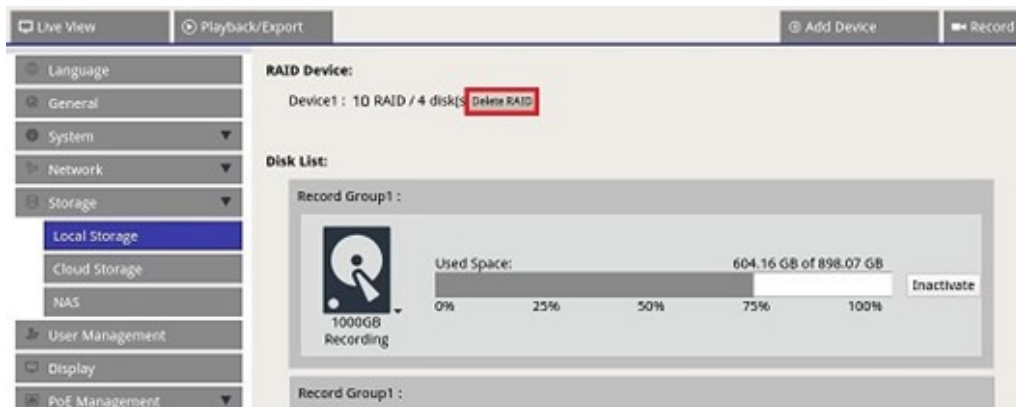 Live View
Playback/Export
Add Device
Record
Language
General
System
Network
Storage
Local Storage
Cloud Storage
NAS
User Management
Display
PoE Management
RAID Device:
Device1 : 10 RAID / 4 disk(s Delete RAID
Disk List:
Record Group1 :
Used Space: 604.16 GB of 898.07 GB
Inactivate
0% 25% 50% 75% 100%
1000GB
Recording
Record Group1 :